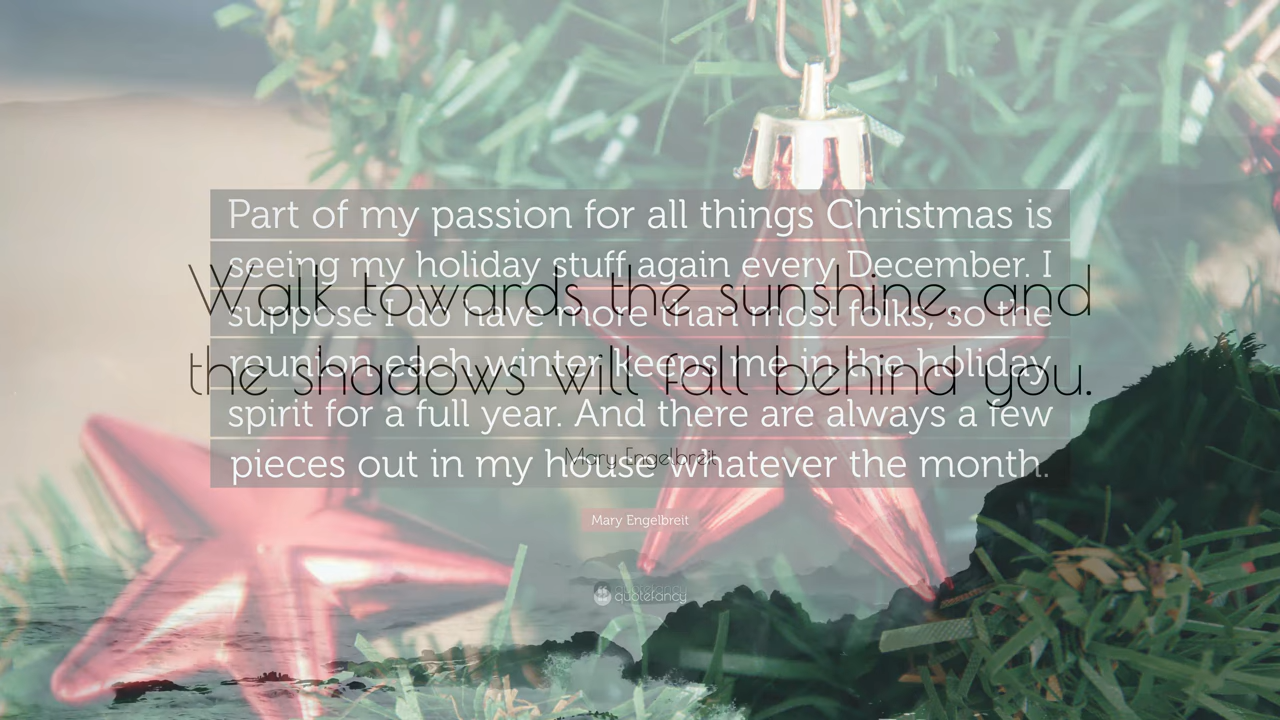 Part of my passion for all things Christmas is
seeing my holiday stuff again every December. I
suppose I do have more than most folks, so the
reunion each winter keeps me in the holiday
spirit for a full year. And there are always a few
pieces out in my house whatever the month.
Mary Engelbreit
Walk towards the sunshine, and
the shadows will fall behind you.
Mary Engelbreit
quotefancy